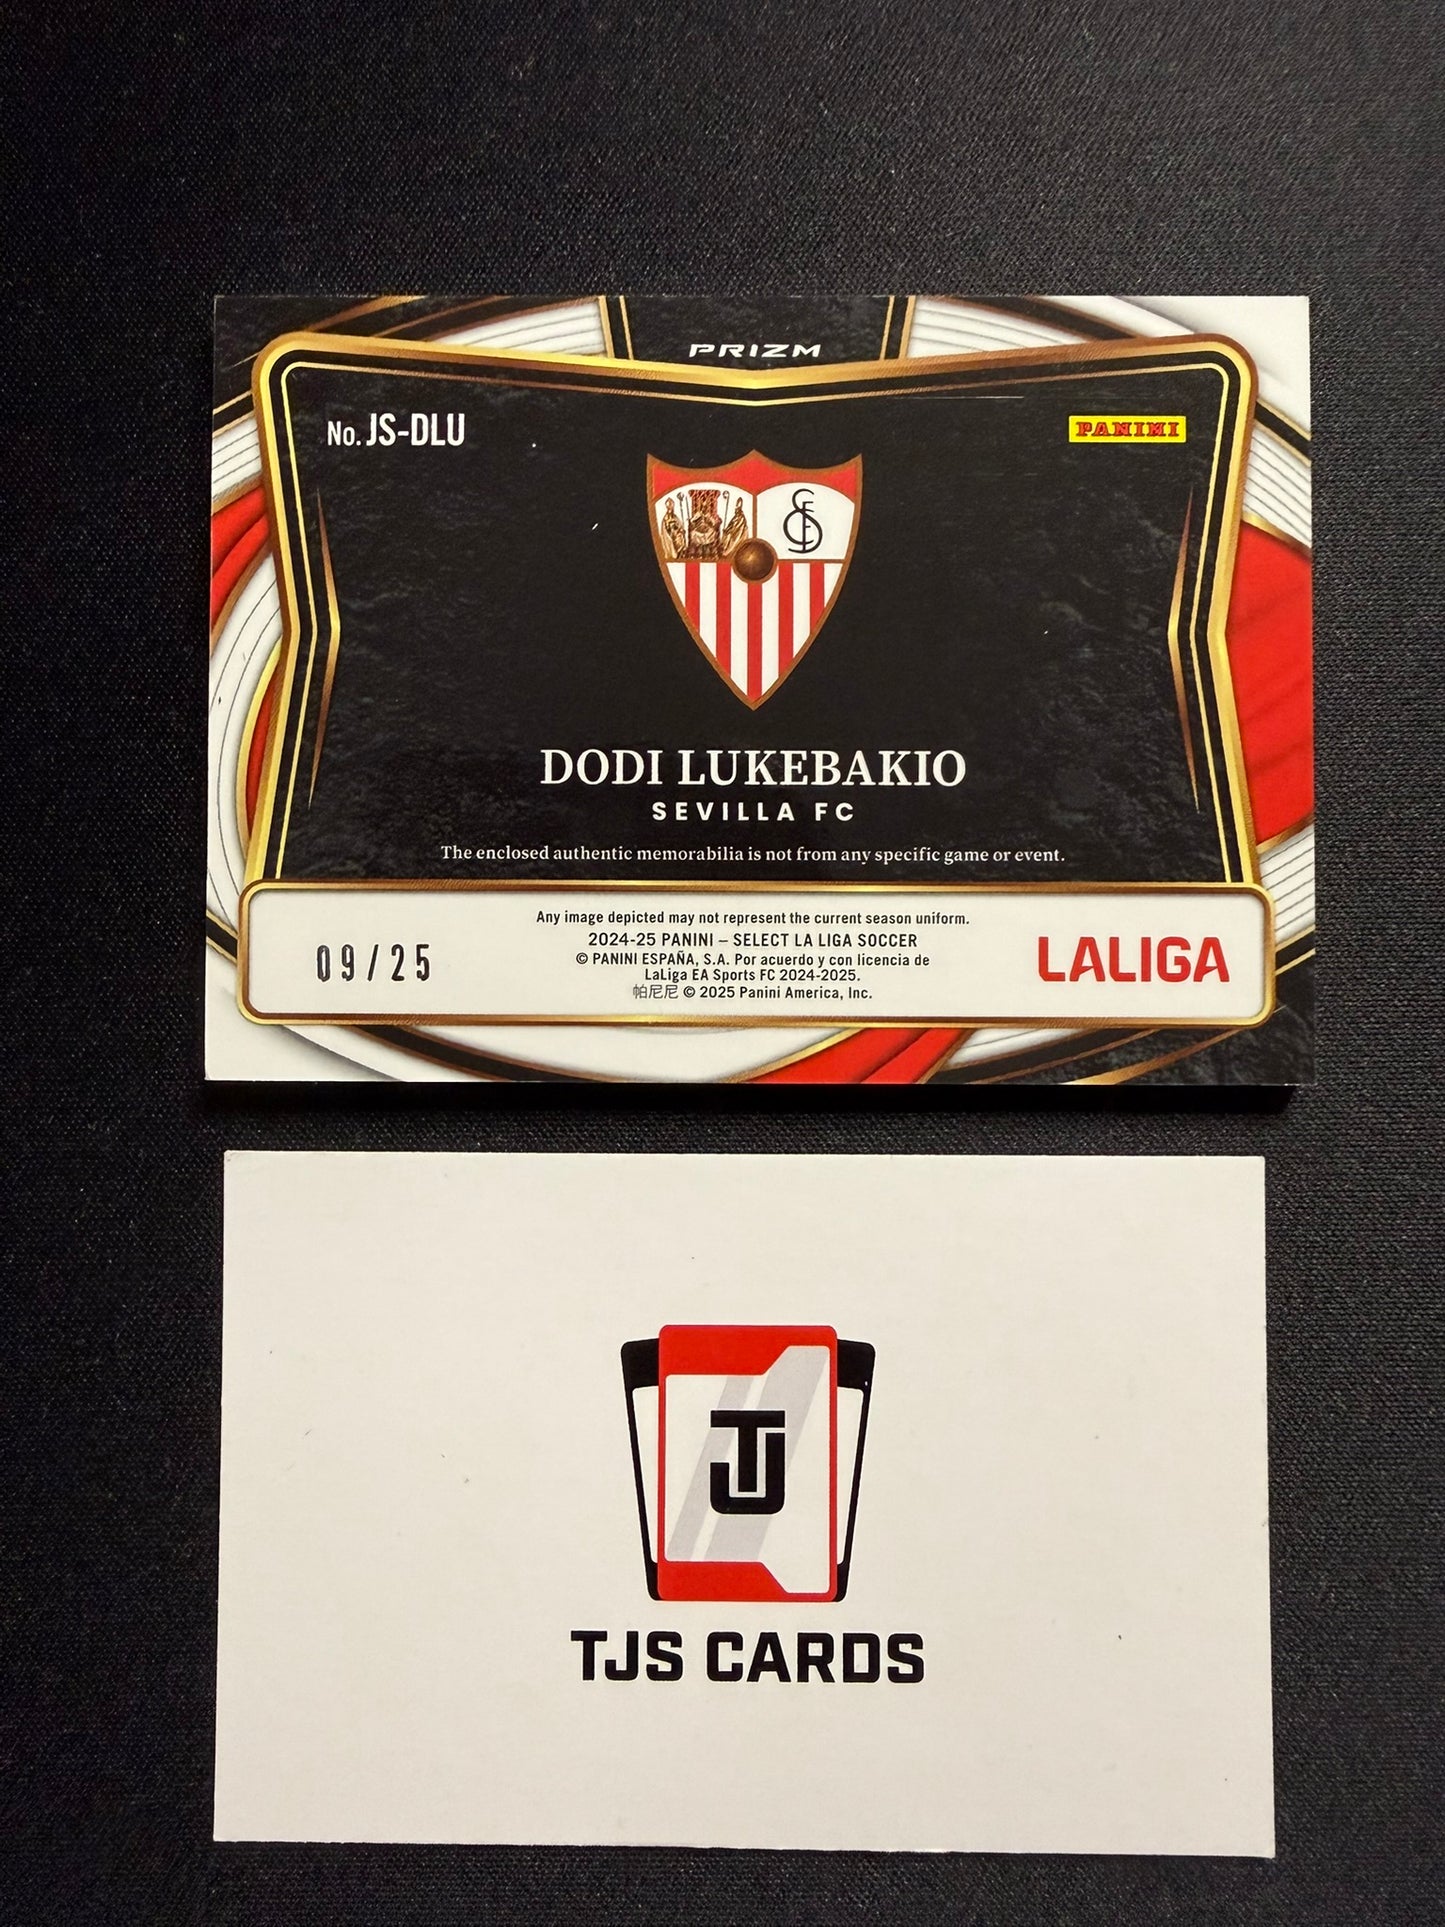 PRIZM
No. JS-DLU
PANINI
DODI LUKEBAKIO
SEVILLA FC
The enclosed authentic memorabilia is not from any specific game or event.
Any image depicted may not represent the current season uniform.
2024-25 PANINI – SELECT LA LIGA SOCCER
© PANINI ESPAÑA, S.A. Por acuerdo y con licencia de
LaLiga EA Sports FC 2024-2025.
帕尼尼 © 2025 Panini America, Inc.
09/25
LALIGA
TJ
TJS CARDS